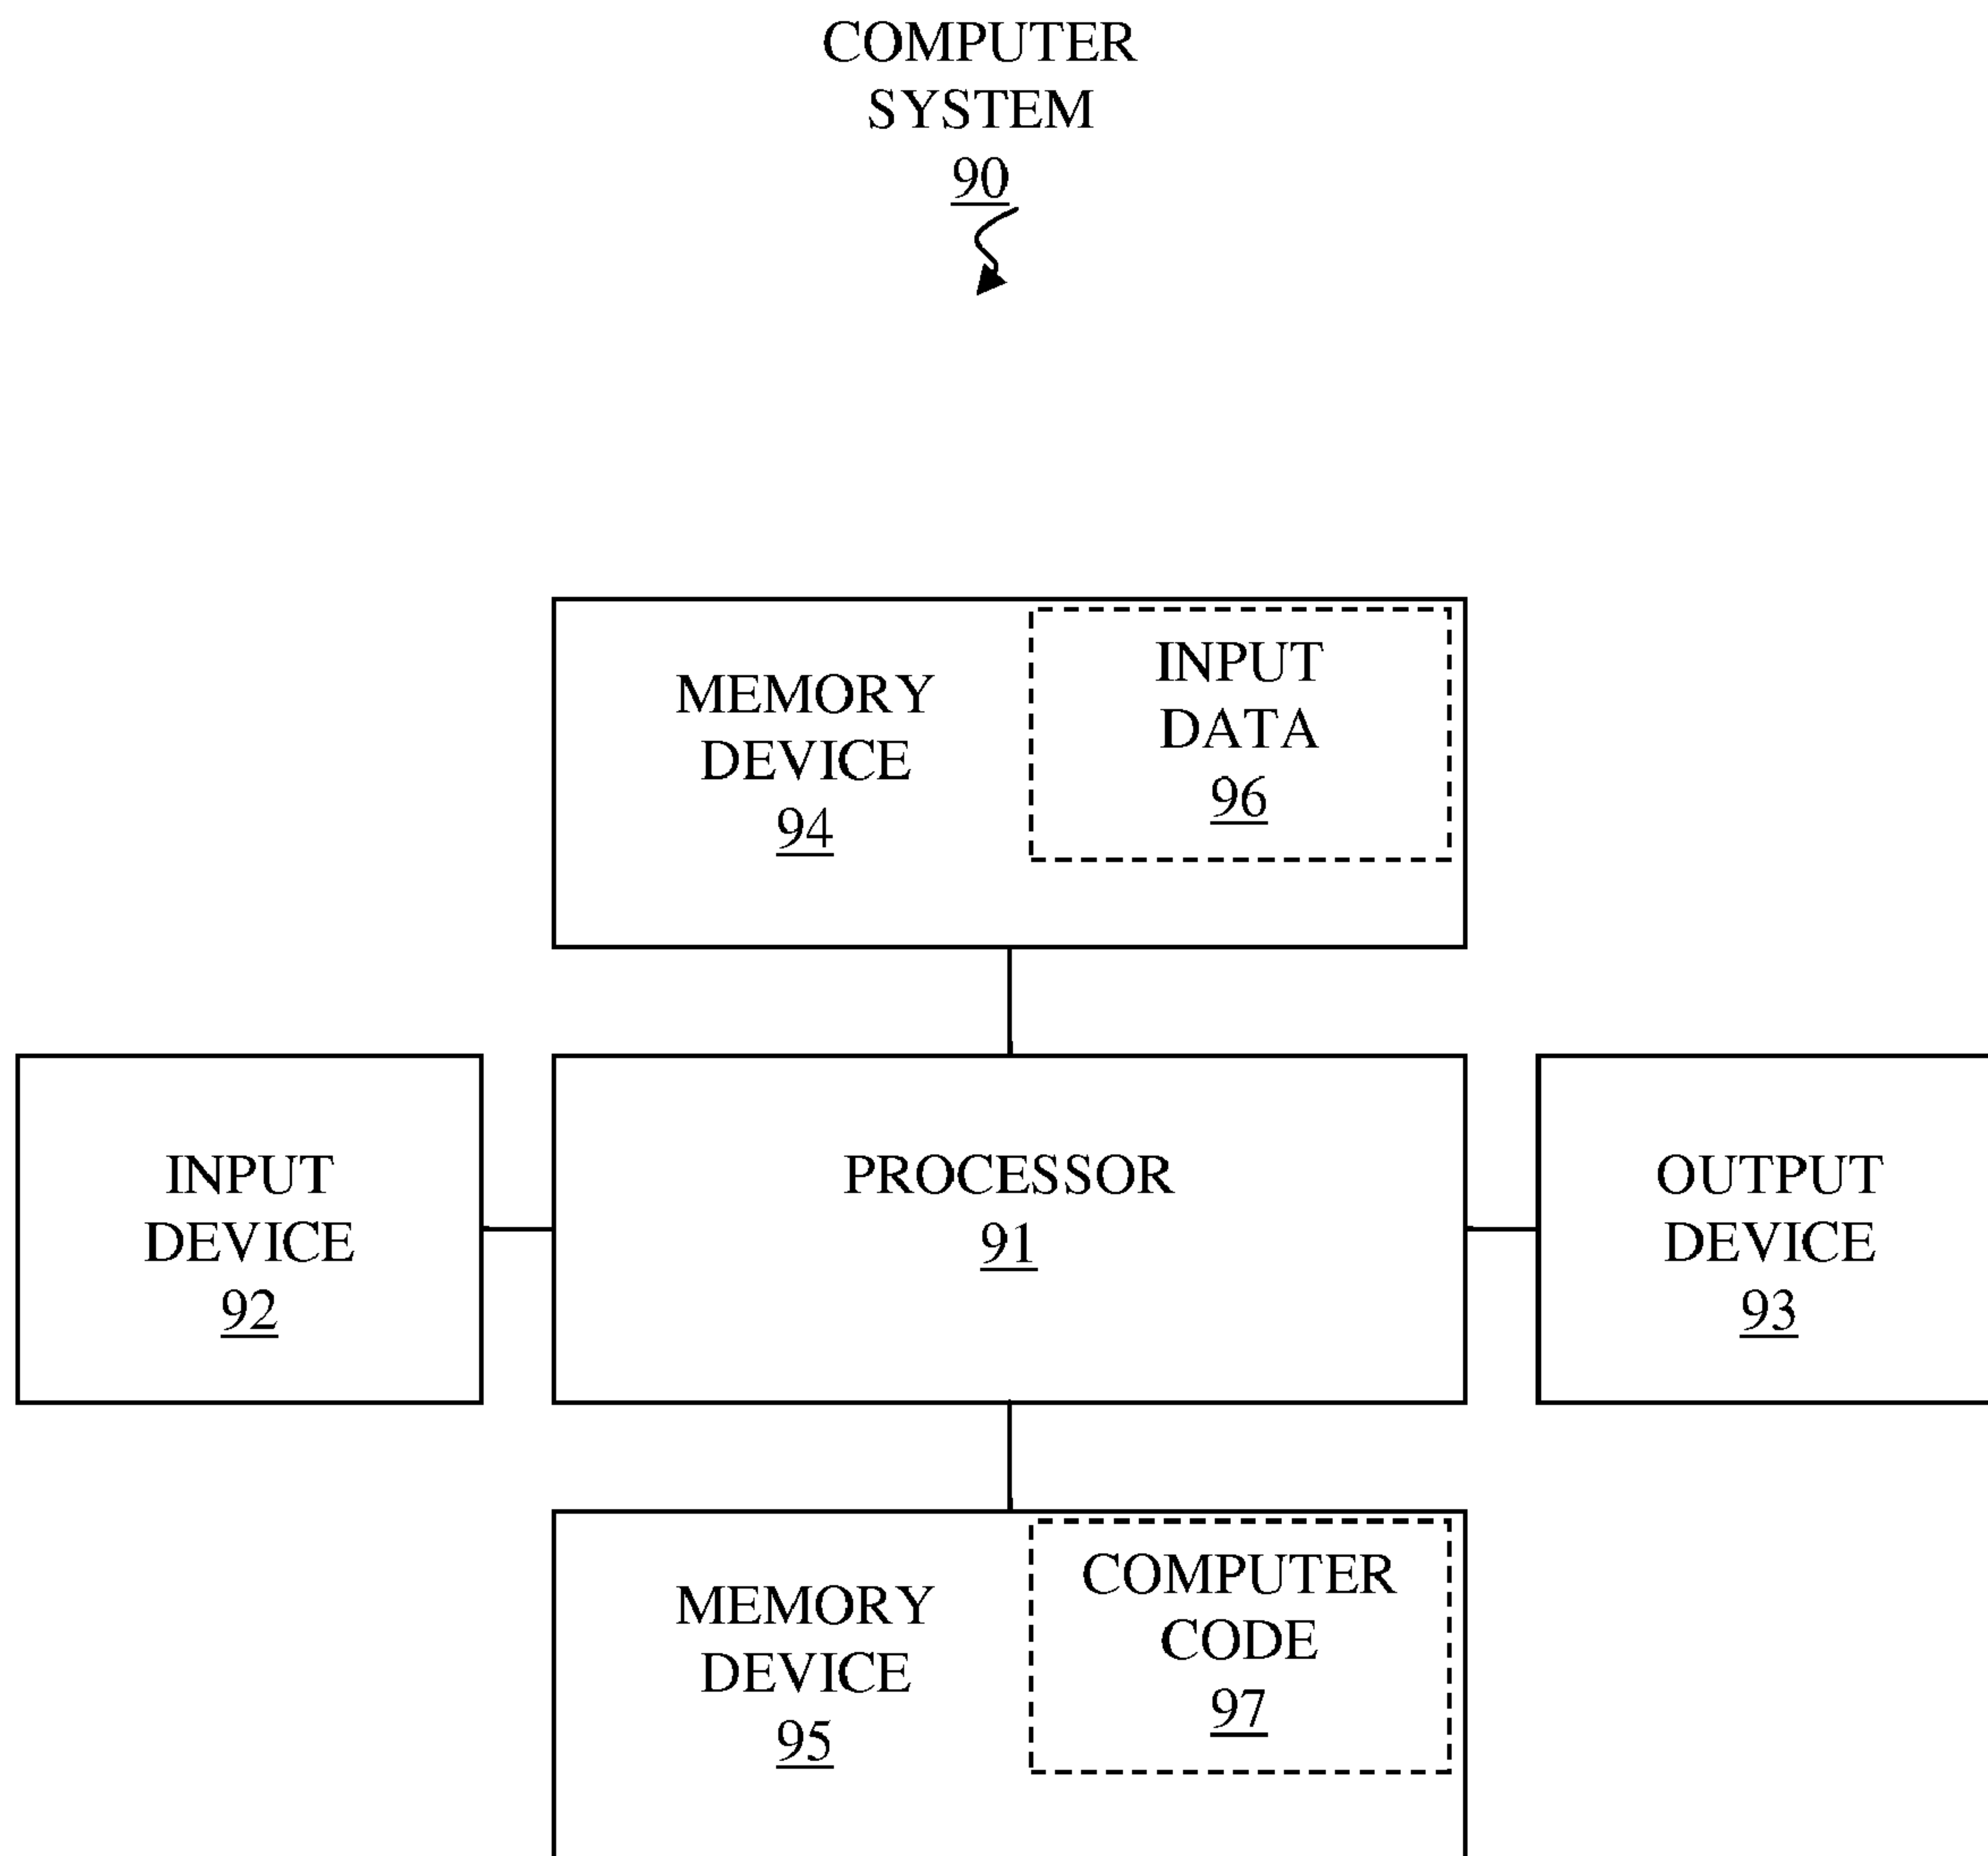 COMPUTER
SYSTEM
90
MEMORY
DEVICE
94
INPUT
DATA
96
INPUT
DEVICE
92
PROCESSOR
91
OUTPUT
DEVICE
93
MEMORY
DEVICE
95
COMPUTER
CODE
97